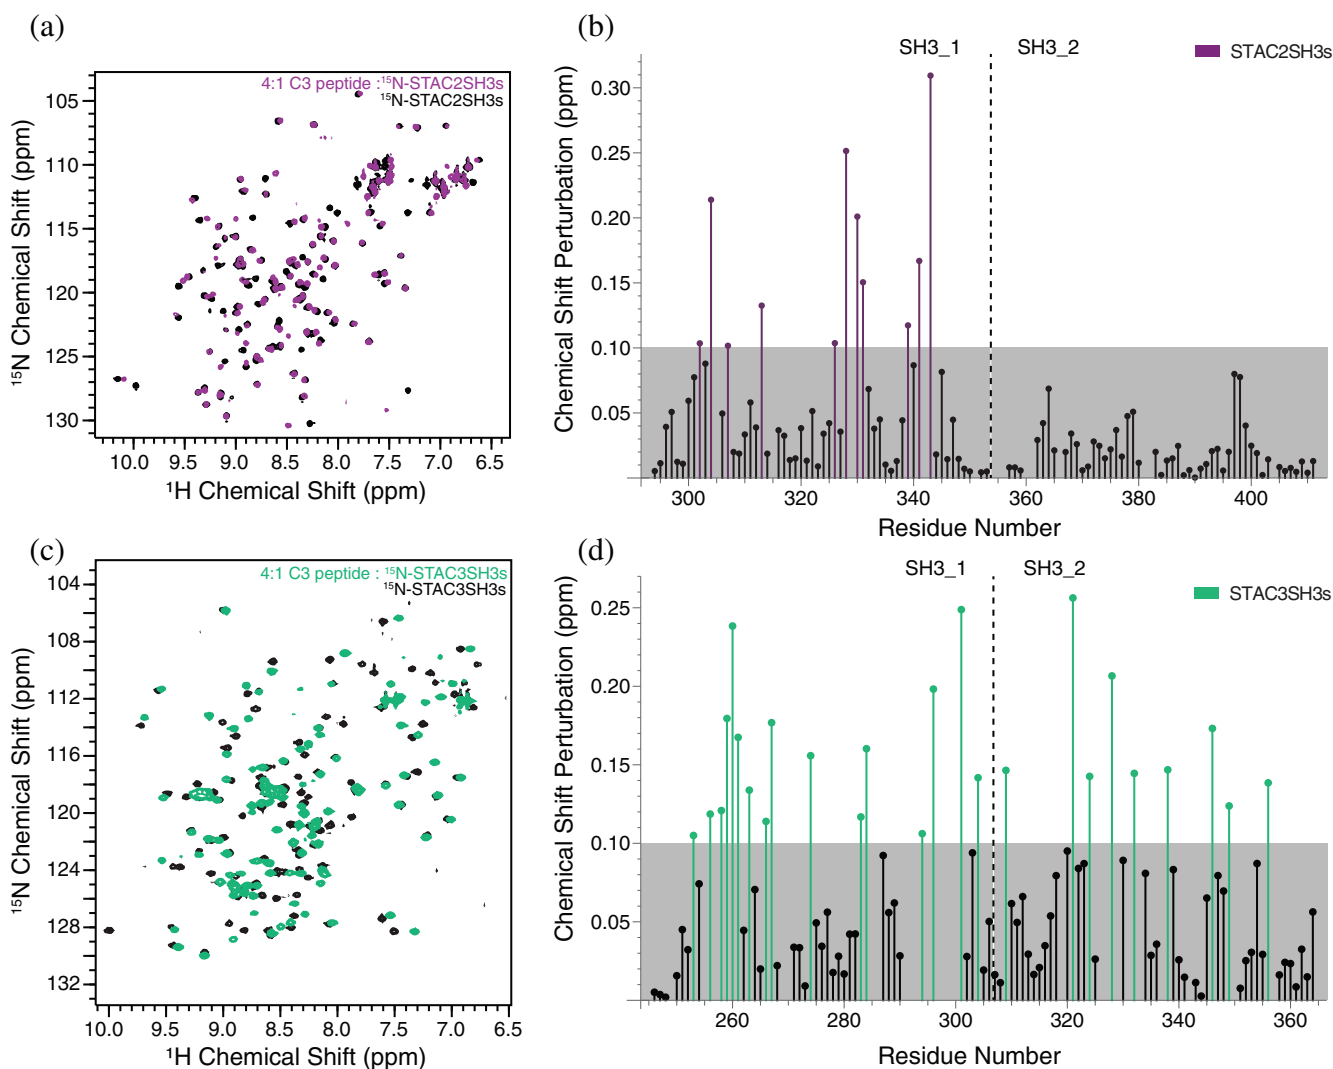 (a)
4:1 C3 peptide :¹⁵N-STAC2SH3s
¹⁵N-STAC2SH3s
¹⁵N Chemical Shift (ppm)
105
110
115
120
125
130
10.0 9.5 9.0 8.5 8.0 7.5 7.0 6.5
¹H Chemical Shift (ppm)
(b)
SH3_1 SH3_2
STAC2SH3s
Chemical Shift Perturbation (ppm)
0.30
0.25
0.20
0.15
0.10
0.05
300 320 340 360 380 400
Residue Number
(c)
4:1 C3 peptide : ¹⁵N-STAC3SH3s
¹⁵N-STAC3SH3s
¹⁵N Chemical Shift (ppm)
104
108
112
116
120
124
128
132
10.0 9.5 9.0 8.5 8.0 7.5 7.0 6.5
¹H Chemical Shift (ppm)
(d)
SH3_1 SH3_2
STAC3SH3s
Chemical Shift Perturbation (ppm)
0.25
0.20
0.15
0.10
0.05
260 280 300 320 340 360
Residue Number